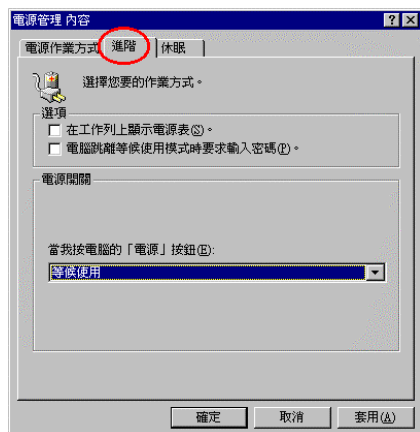 電源管理 內容
電源作業方式 進階 休眠
選擇您要的作業方式。
選項
在工作列上顯示電源表(S)。
電腦跳離等候使用模式時要求輸入密碼(P)。
電源開關
當我按電腦的「電源」按鈕(E):
等候使用
確定 取消 套用(A)